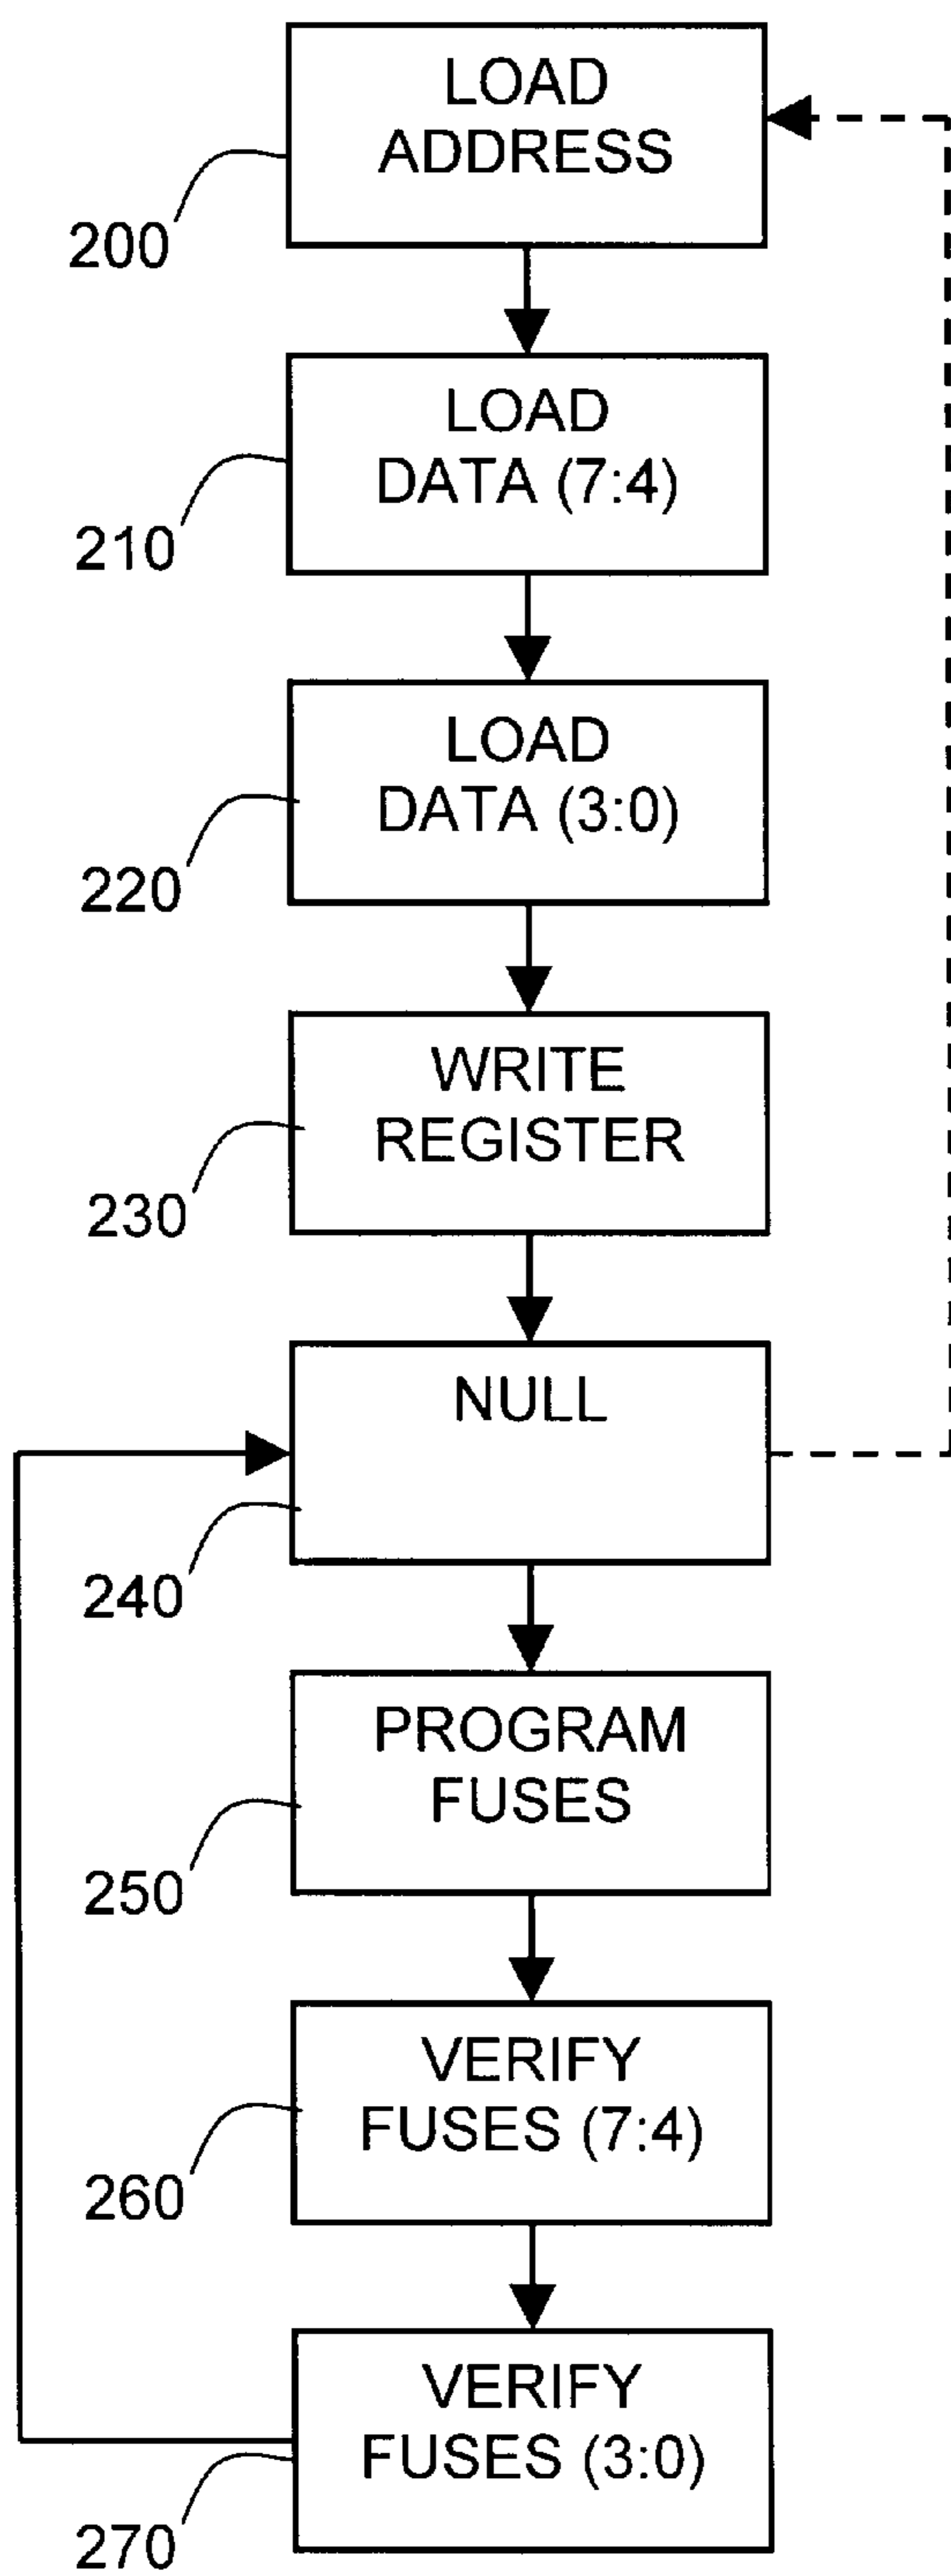 LOAD
ADDRESS
200
LOAD
DATA (7:4)
210
LOAD
DATA (3:0)
220
WRITE
REGISTER
230
NULL
240
PROGRAM
FUSES
250
VERIFY
FUSES (7:4)
260
VERIFY
FUSES (3:0)
270